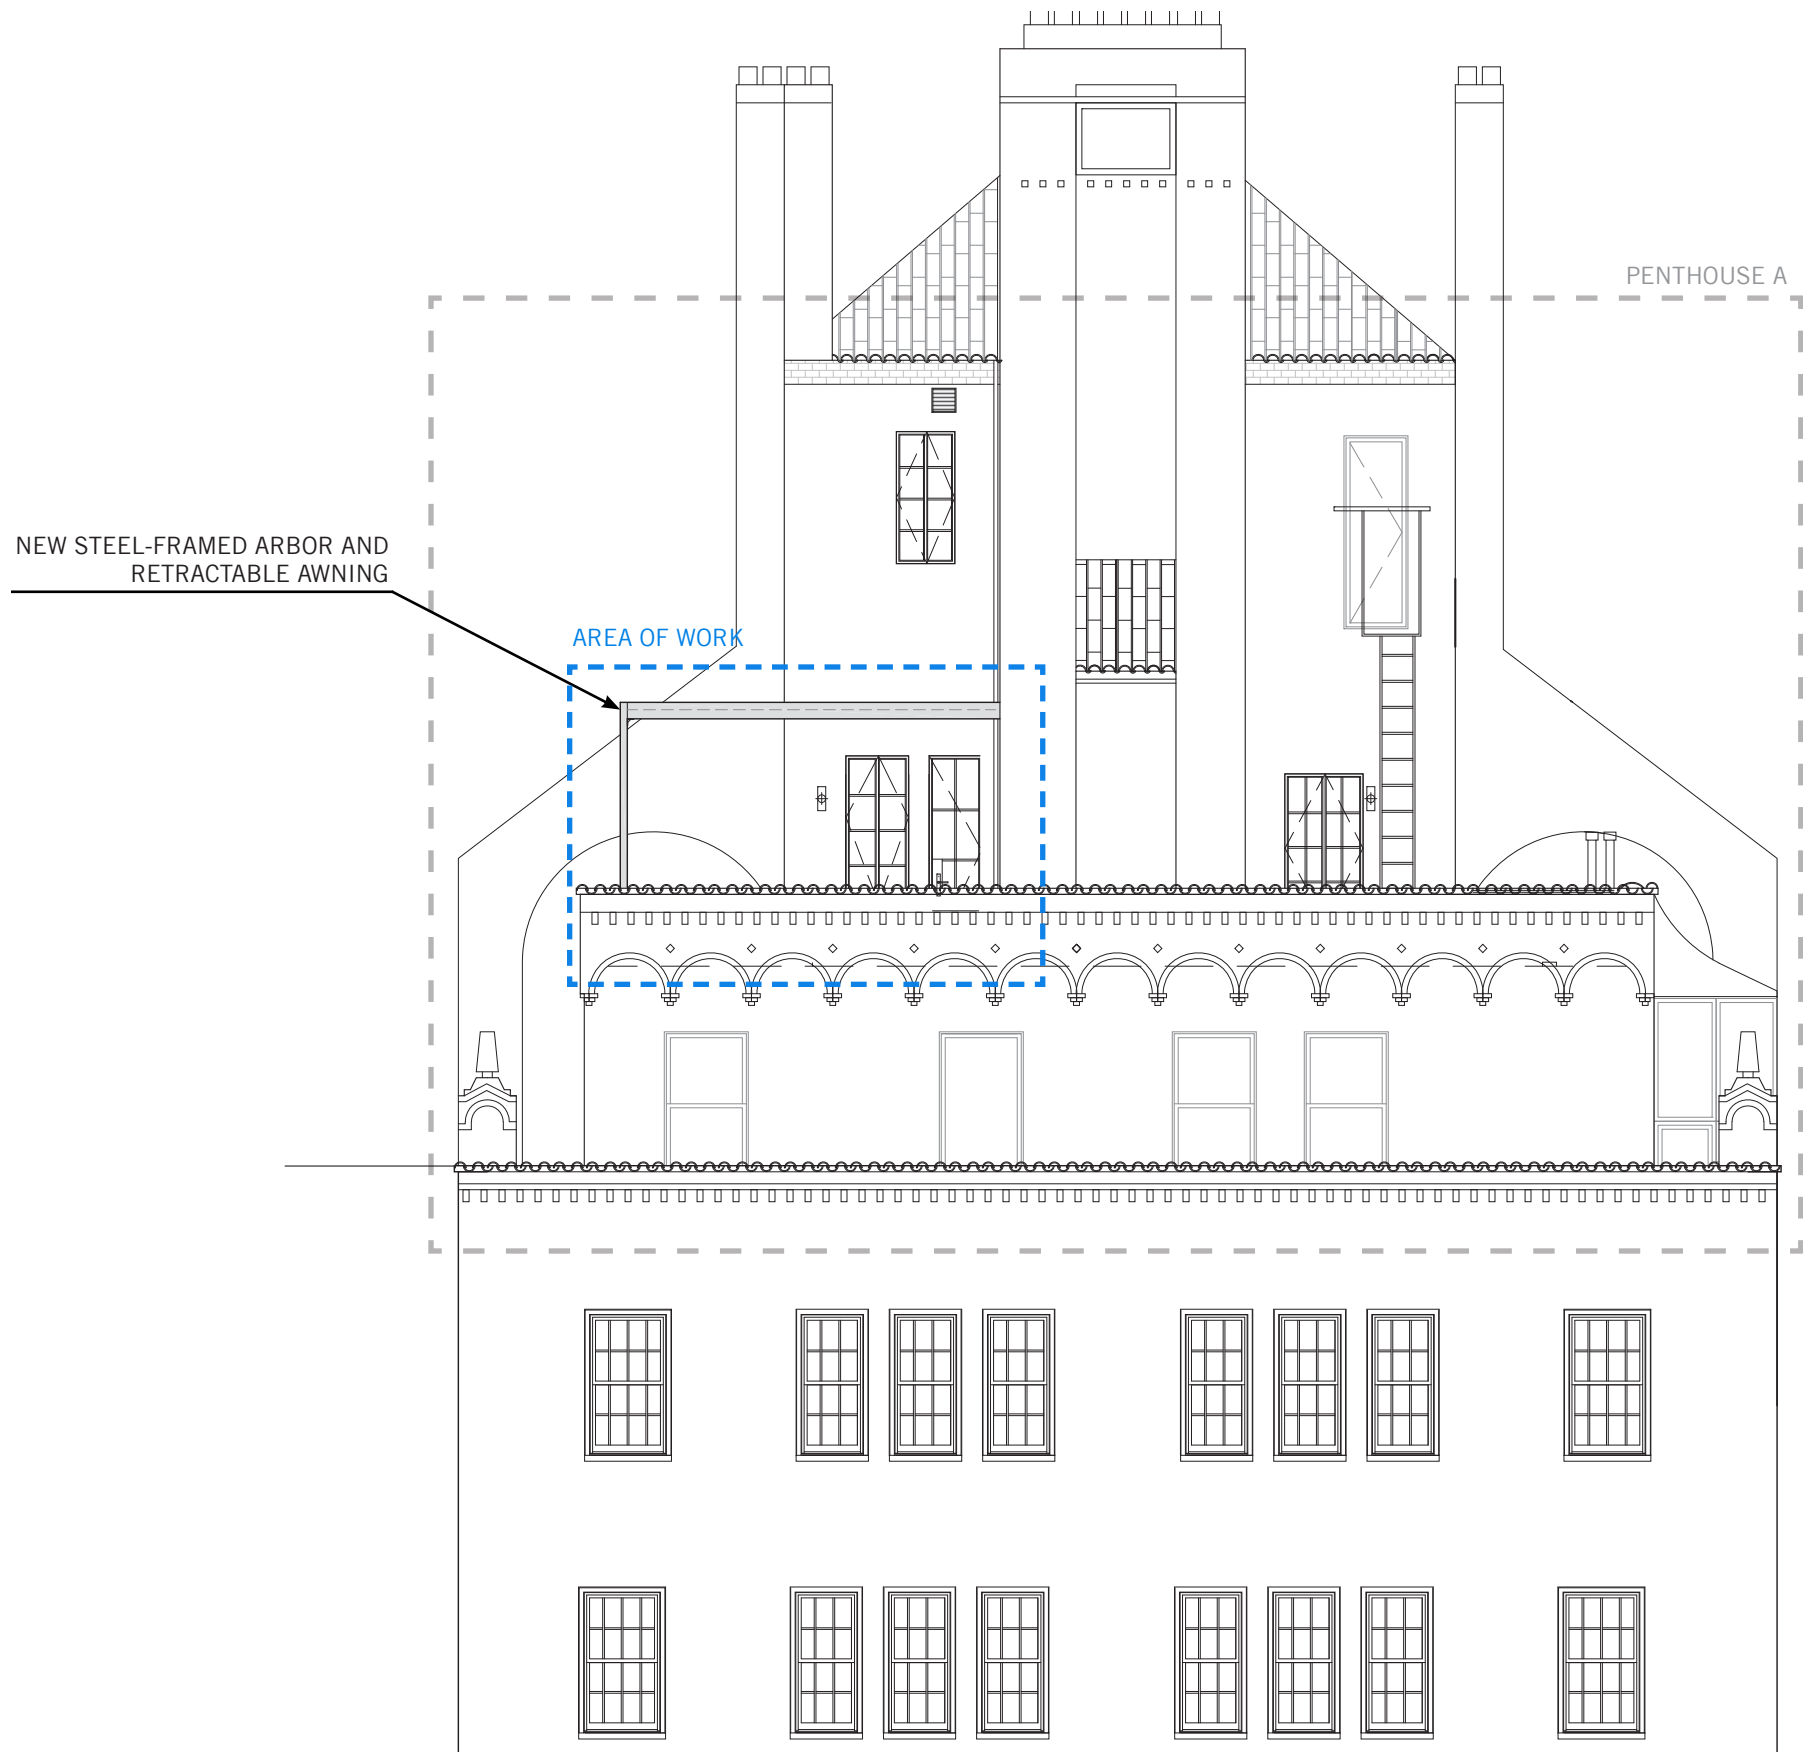 PENTHOUSE A
NEW STEEL-FRAMED ARBOR AND
RETRACTABLE AWNING
AREA OF WORK